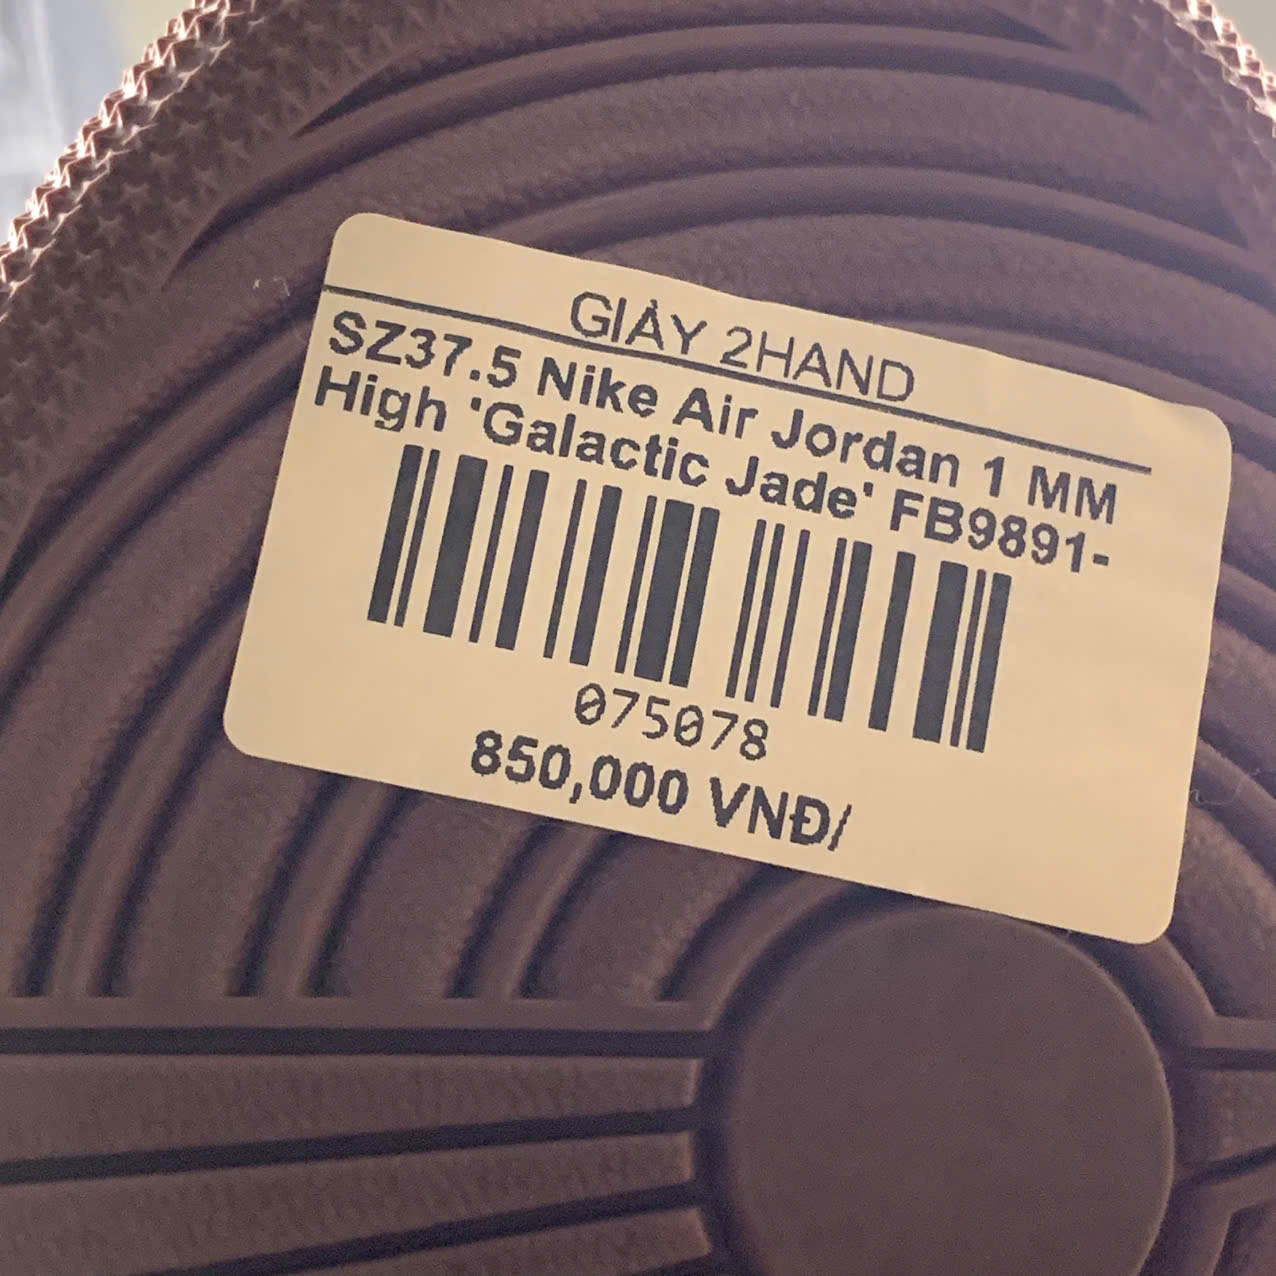 GIÀY 2HAND
SZ37.5 Nike Air Jordan 1 MM
High 'Galactic Jade' FB9891-
075078
850,000 VNĐ/